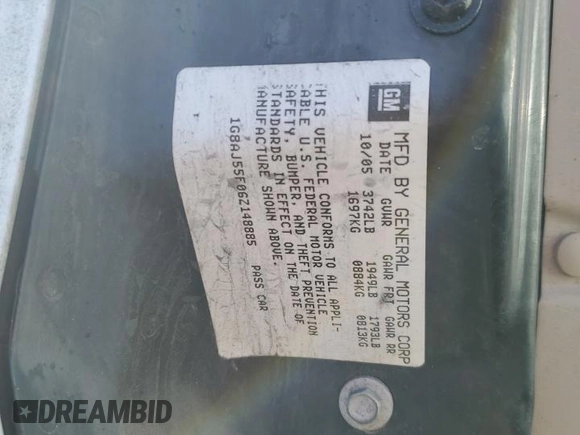 GM
MFD BY GENERAL MOTORS CORP
DATE GVWR GAWR FRT GAWR RR
10/05 3742LB 1949LB 1793LB
1697KG 0884KG 0813KG
THIS VEHICLE CONFORMS TO ALL APPLI-
CABLE U.S. FEDERAL MOTOR VEHICLE
SAFETY, BUMPER, AND THEFT PREVENTION
STANDARDS IN EFFECT ON THE DATE OF
MANUFACTURE SHOWN ABOVE.
1G8AJ55F06Z148885 PASS CAR
DREAMBID